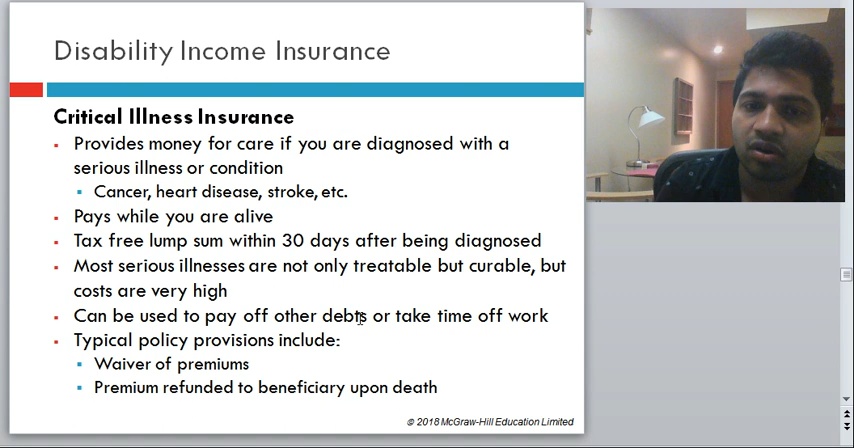 Disability Income Insurance
Critical Illness Insurance
Provides money for care if you are diagnosed with a
serious illness or condition
Cancer, heart disease, stroke, etc.
Pays while you are alive
Tax free lump sum within 30 days after being diagnosed
Most serious illnesses are not only treatable but curable, but
costs are very high
Can be used to pay off other debts or take time off work
Typical policy provisions include:
Waiver of premiums
Premium refunded to beneficiary upon death
© 2018 McGraw-Hill Education Limited